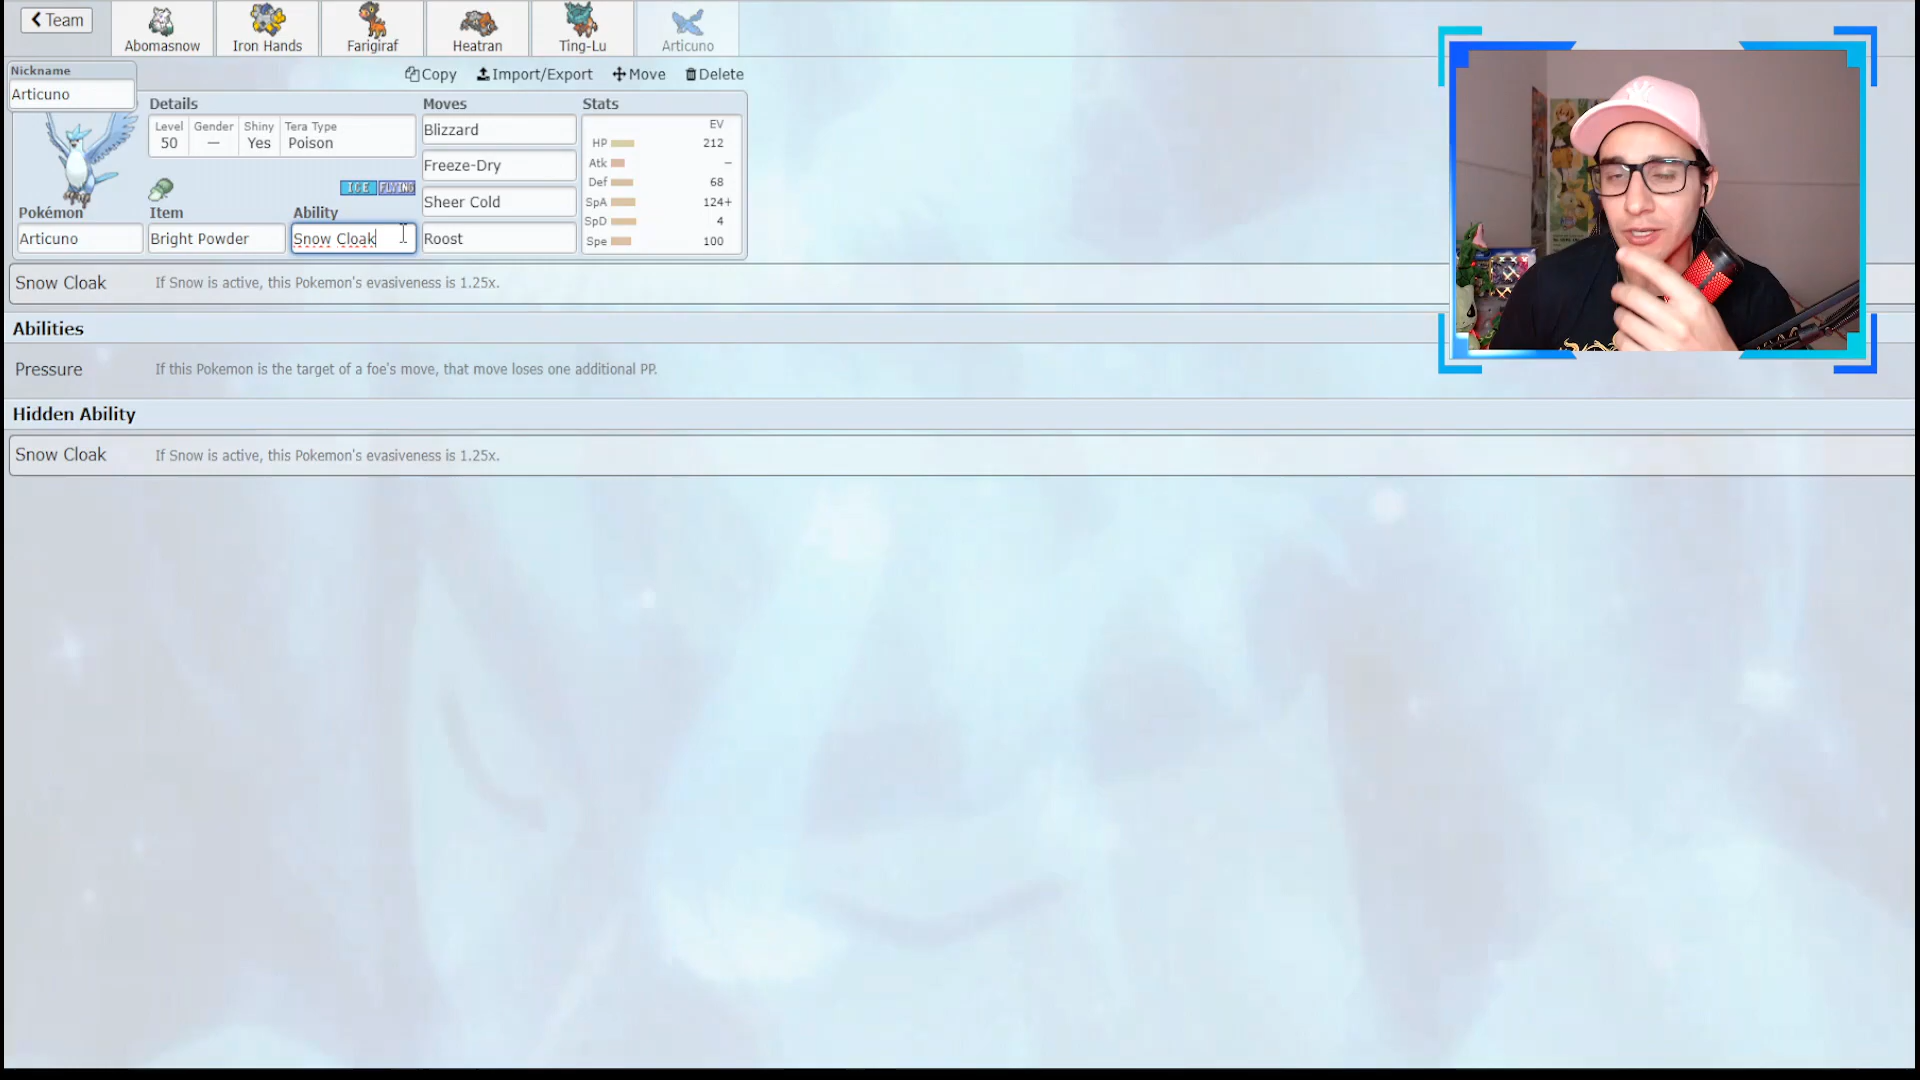 Team
Abomasnow
Iron Hands
Farigiraf
Heatran
Ting-Lu
Articuno
Nickname
Articuno
Copy
Import/Export
Move
Delete
Details
Moves
Stats
Level
50
Gender
—
Shiny
Yes
Tera Type
Poison
ICE FLYING
Pokémon
Articuno
Item
Bright Powder
Ability
Snow Cloak
Blizzard
Freeze-Dry
Sheer Cold
Roost
EV
HP 212
Atk –
Def 68
SpA 124+
SpD 4
Spe 100
Snow Cloak If Snow is active, this Pokemon's evasiveness is 1.25x.
Abilities
Pressure If this Pokemon is the target of a foe's move, that move loses one additional PP.
Hidden Ability
Snow Cloak If Snow is active, this Pokemon's evasiveness is 1.25x.